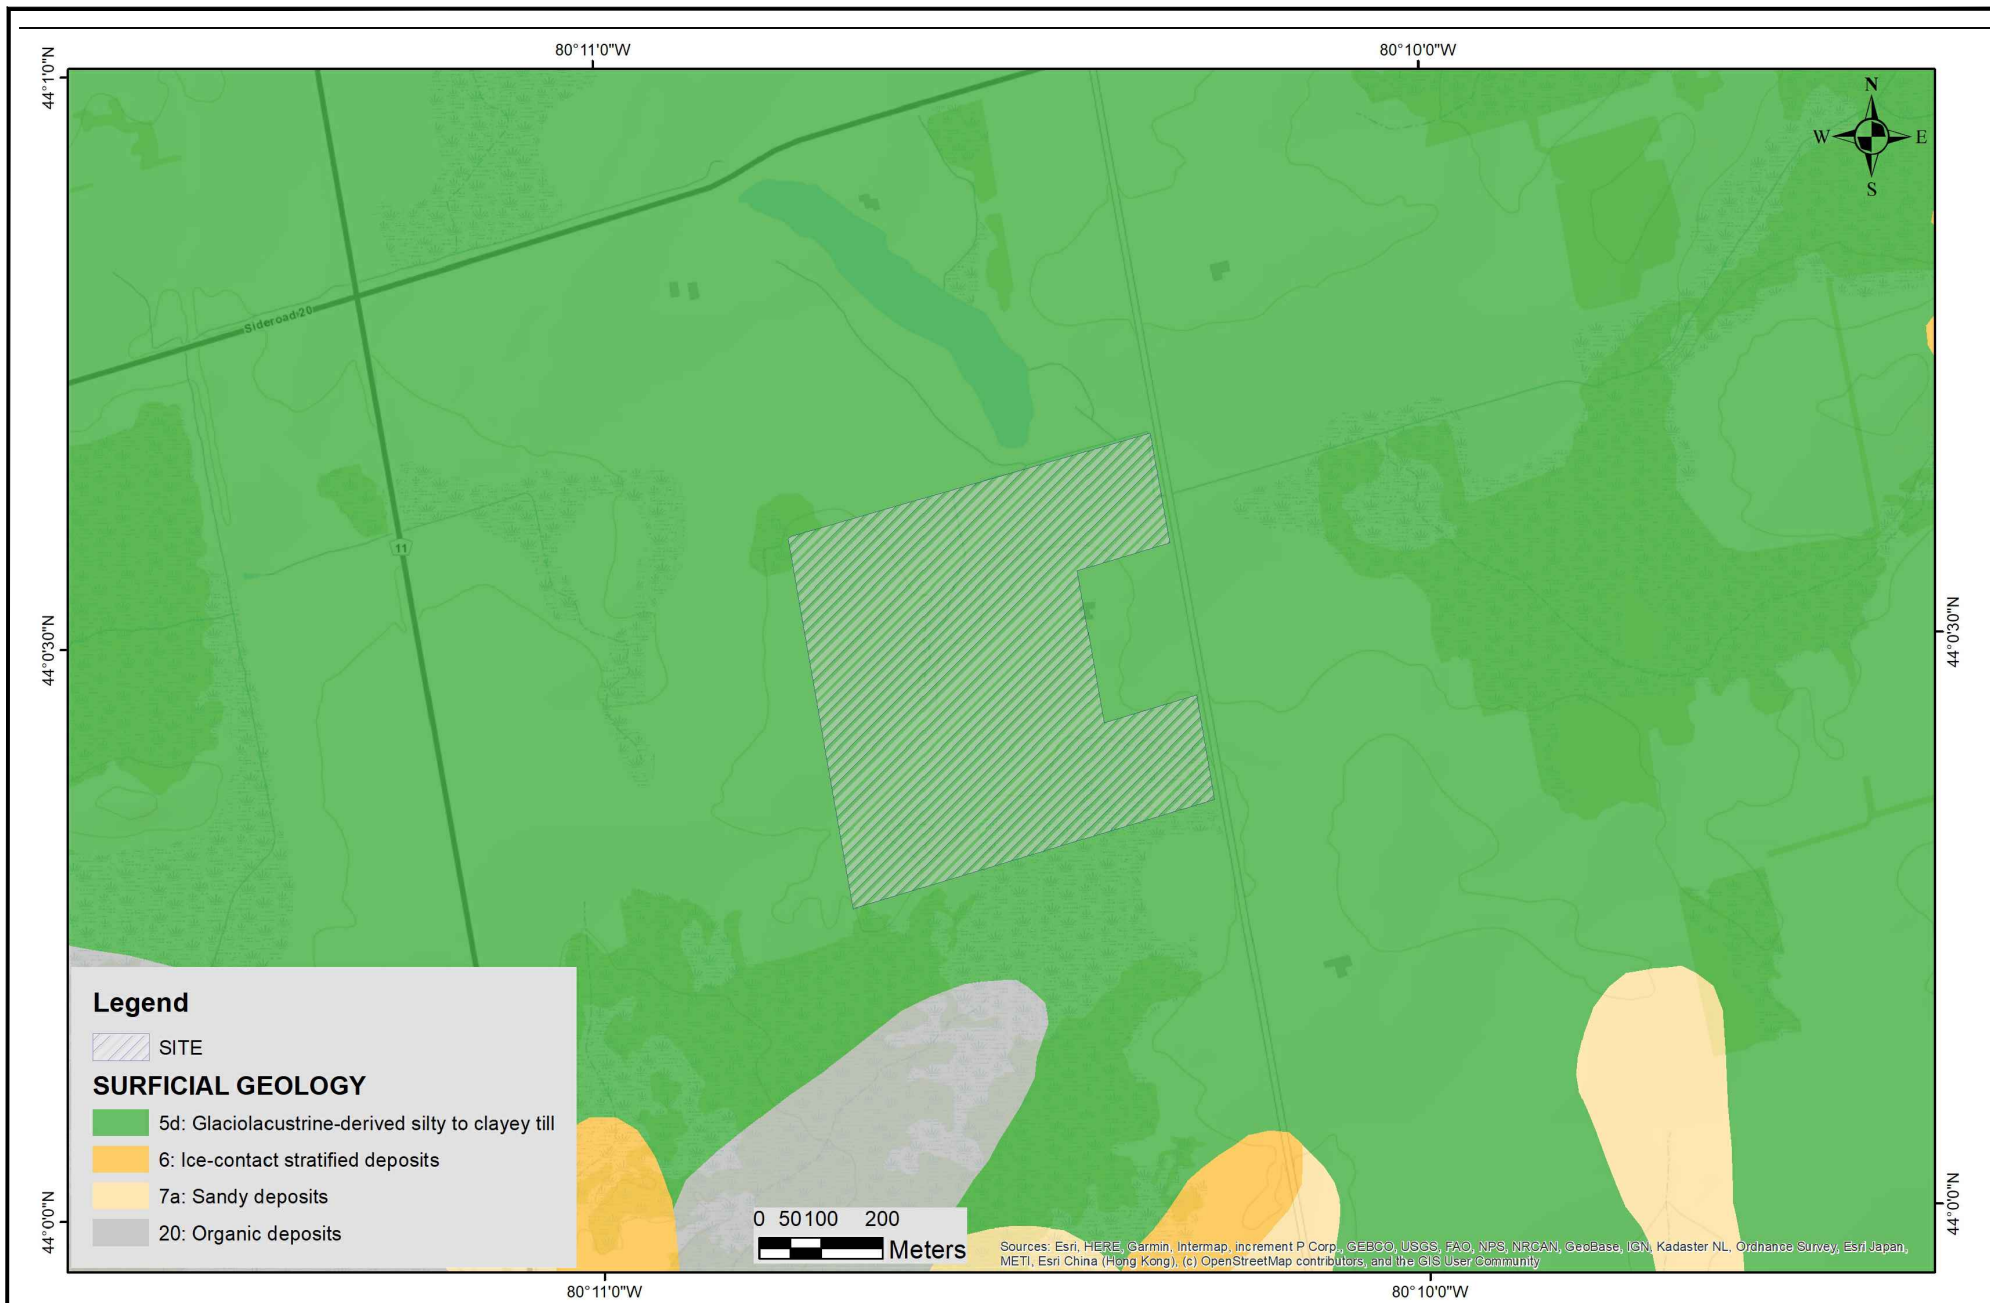 80°11'0"W
80°10'0"W
44°1'0"N
N
W
E
S
Sideroad 20
11
44°0'30"N
44°0'30"N
Legend
SITE
SURFICIAL GEOLOGY
5d: Glaciolacustrine-derived silty to clayey till
6: Ice-contact stratified deposits
7a: Sandy deposits
20: Organic deposits
0 50 100 200
Meters
44°0'0"N
44°0'0"N
Sources: Esri, HERE, Garmin, Intermap, increment P Corp., GEBCO, USGS, FAO, NPS, NRCAN, GeoBase, IGN, Kadaster NL, Ordnance Survey, Esri Japan,
METI, Esri China (Hong Kong), (c) OpenStreetMap contributors, and the GIS User Community
80°11'0"W
80°10'0"W